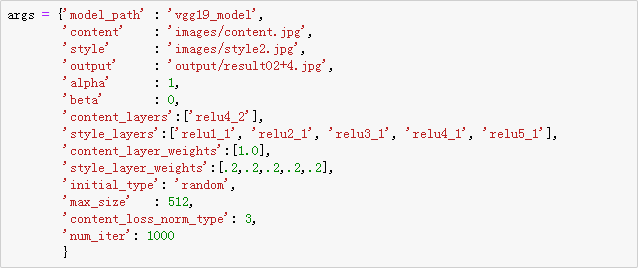 args = {'model_path' : 'vgg19_model',
'content' : 'images/content.jpg',
'style' : 'images/style2.jpg',
'output' : 'output/result02+4.jpg',
'alpha' : 1,
'beta' : 0,
'content_layers':['relu4_2'],
'style_layers':['relu1_1', 'relu2_1', 'relu3_1', 'relu4_1', 'relu5_1'],
'content_layer_weights':[1.0],
'style_layer_weights':[.2,.2,.2,.2,.2],
'initial_type': 'random',
'max_size' : 512,
'content_loss_norm_type': 3,
'num_iter': 1000
}